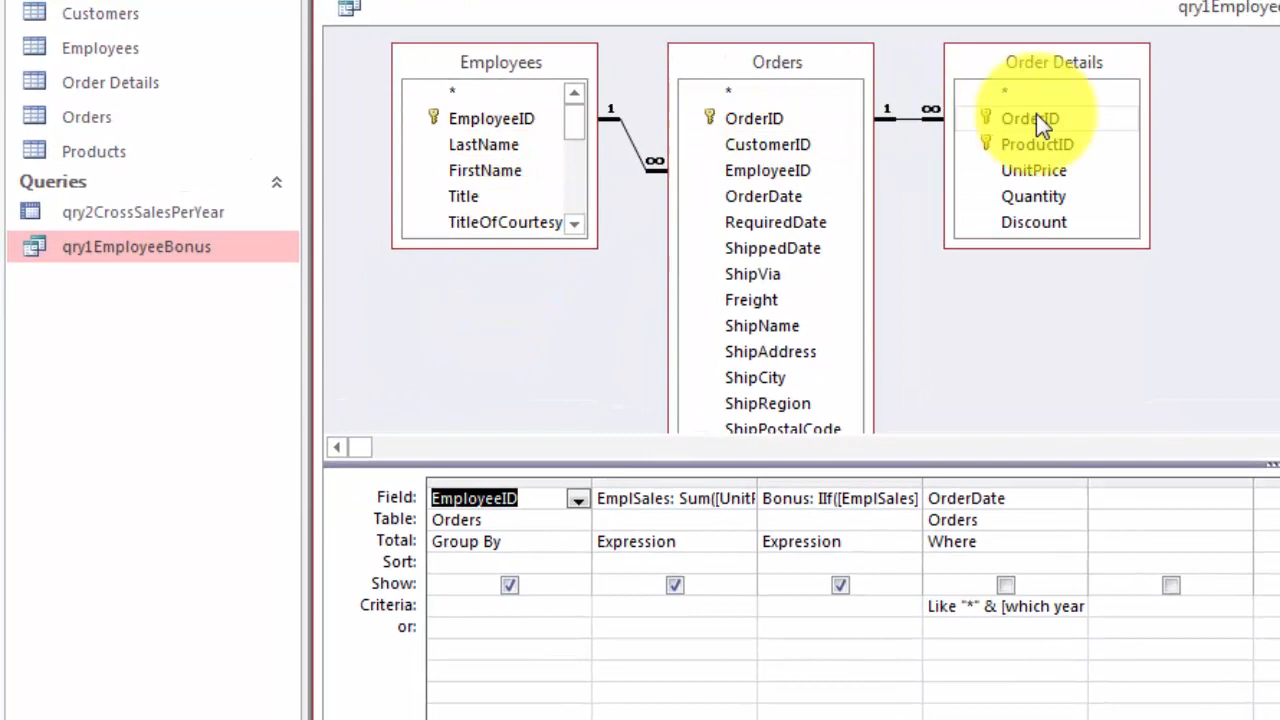 Customers
Employees
Order Details
Orders
Products
Queries
qry2CrossSalesPerYear
qry1EmployeeBonus
Employees
*
EmployeeID
LastName
FirstName
Title
TitleOfCourtesy
1
∞
Orders
*
OrderID
CustomerID
EmployeeID
OrderDate
RequiredDate
ShippedDate
ShipVia
Freight
ShipName
ShipAddress
ShipCity
ShipRegion
ShipPostalCode
1
∞
Order Details
*
OrderID
ProductID
UnitPrice
Quantity
Discount
Field: EmployeeID EmplSales: Sum([UnitP Bonus: IIf([EmplSales] OrderDate
Table: Orders Orders
Total: Group By Expression Expression Where
Sort:
Show:
Criteria: Like "*" & [which year
or: